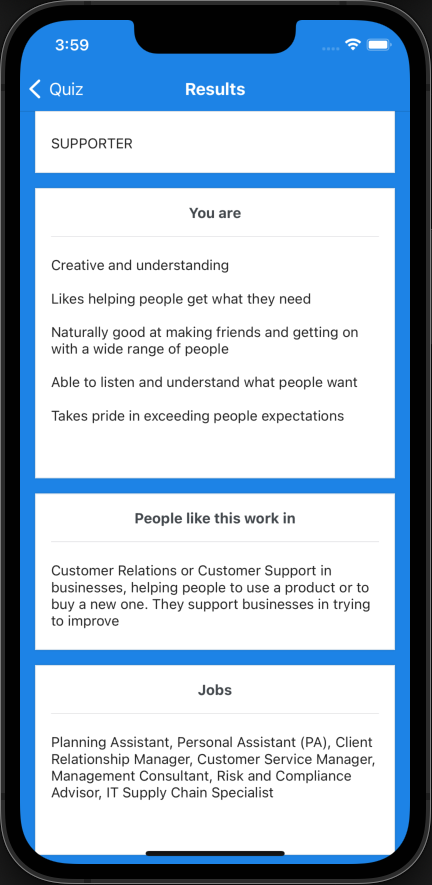 3:59
Quiz
Results
SUPPORTER
You are
Creative and understanding
Likes helping people get what they need
Naturally good at making friends and getting on
with a wide range of people
Able to listen and understand what people want
Takes pride in exceeding people expectations
People like this work in
Customer Relations or Customer Support in
businesses, helping people to use a product or to
buy a new one. They support businesses in trying
to improve
Jobs
Planning Assistant, Personal Assistant (PA), Client
Relationship Manager, Customer Service Manager,
Management Consultant, Risk and Compliance
Advisor, IT Supply Chain Specialist